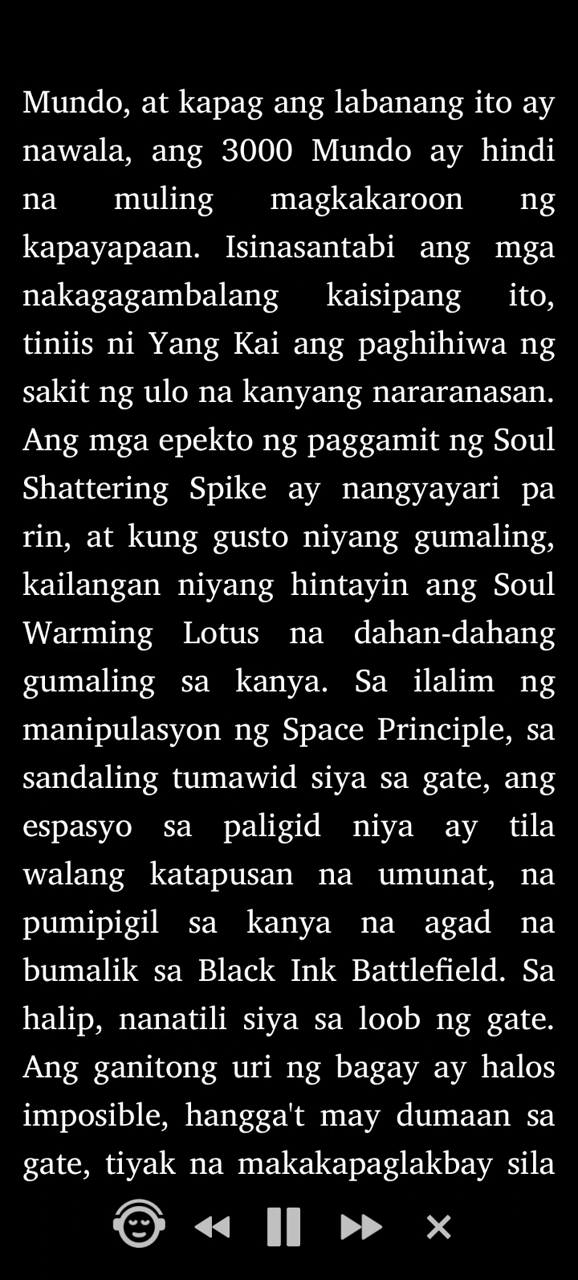 Mundo, at kapag ang labanang ito ay
nawala, ang 3000 Mundo ay hindi
na muling magkakaroon ng
kapayapaan. Isinasantabi ang mga
nakagagambalang kaisipang ito,
tiniis ni Yang Kai ang paghihiwa ng
sakit ng ulo na kanyang nararanasan.
Ang mga epekto ng paggamit ng Soul
Shattering Spike ay nangyayari pa
rin, at kung gusto niyang gumaling,
kailangan niyang hintayin ang Soul
Warming Lotus na dahan-dahang
gumaling sa kanya. Sa ilalim ng
manipulasyon ng Space Principle, sa
sandaling tumawid siya sa gate, ang
espasyo sa paligid niya ay tila
walang katapusan na umunat, na
pumipigil sa kanya na agad na
bumalik sa Black Ink Battlefield. Sa
halip, nanatili siya sa loob ng gate.
Ang ganitong uri ng bagay ay halos
imposible, hangga't may dumaan sa
gate, tiyak na makakapaglakbay sila